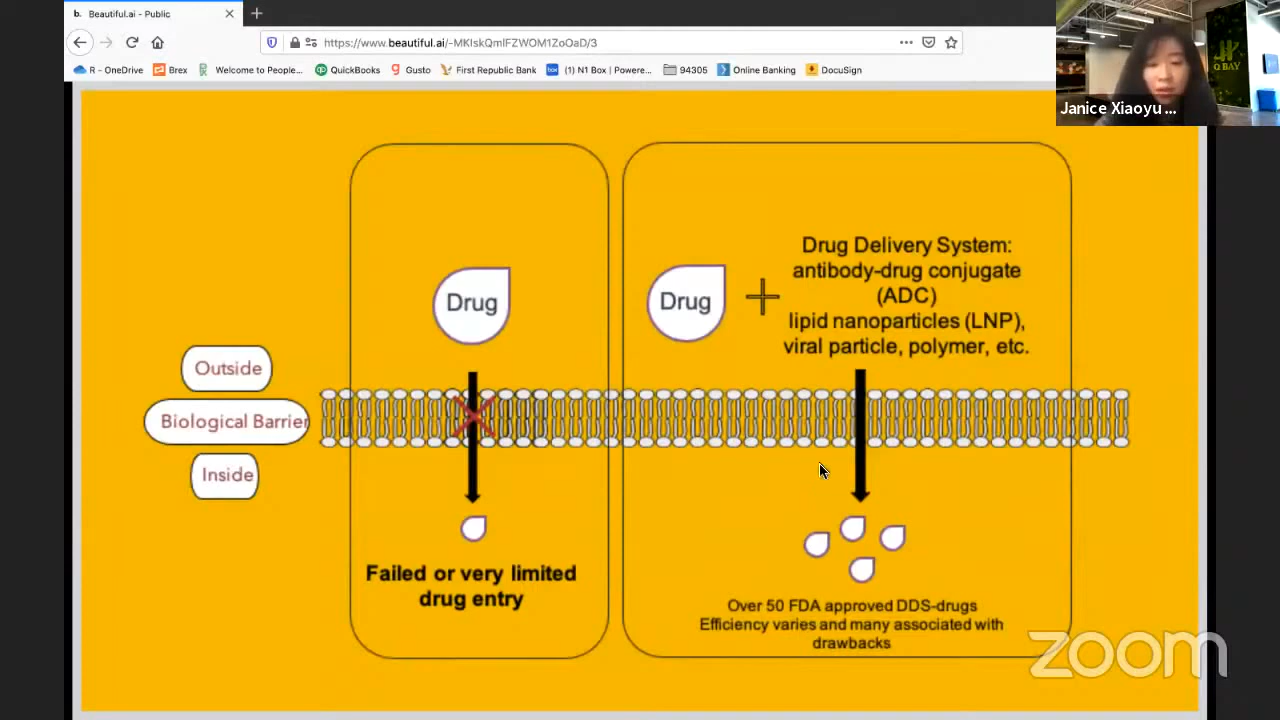 b. Beautiful.ai - Public
https://www.beautiful.ai/-MKIskQmIFZWOM1ZoOaD/3
R - OneDrive
Brex
Welcome to People...
QuickBooks
Gusto
First Republic Bank
(1) N1 Box | Powere...
94305
Online Banking
DocuSign
Q BAY
Janice Xiaoyu ...
Drug
Drug
Drug Delivery System:
antibody-drug conjugate
(ADC)
lipid nanoparticles (LNP),
viral particle, polymer, etc.
Outside
Biological Barrier
Inside
Failed or very limited
drug entry
Over 50 FDA approved DDS-drugs
Efficiency varies and many associated with
drawbacks
zoom